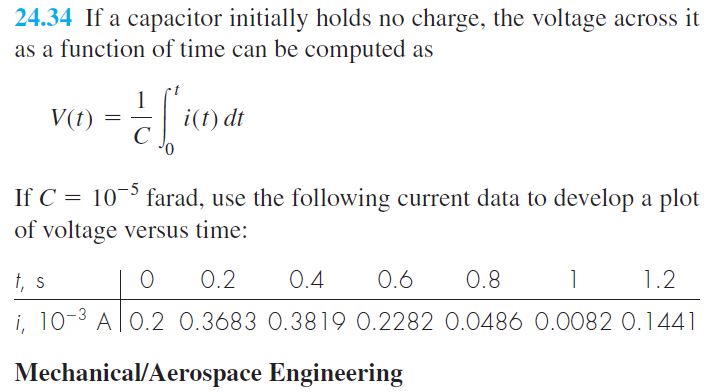 24.34 If a capacitor initially holds no charge, the voltage across it
as a function of time can be computed as
V(t) = 1/C ∫₀ᵗ i(t) dt
If C = 10⁻⁵ farad, use the following current data to develop a plot
of voltage versus time:
t, s 0 0.2 0.4 0.6 0.8 1 1.2
i, 10⁻³ A 0.2 0.3683 0.3819 0.2282 0.0486 0.0082 0.1441
Mechanical/Aerospace Engineering